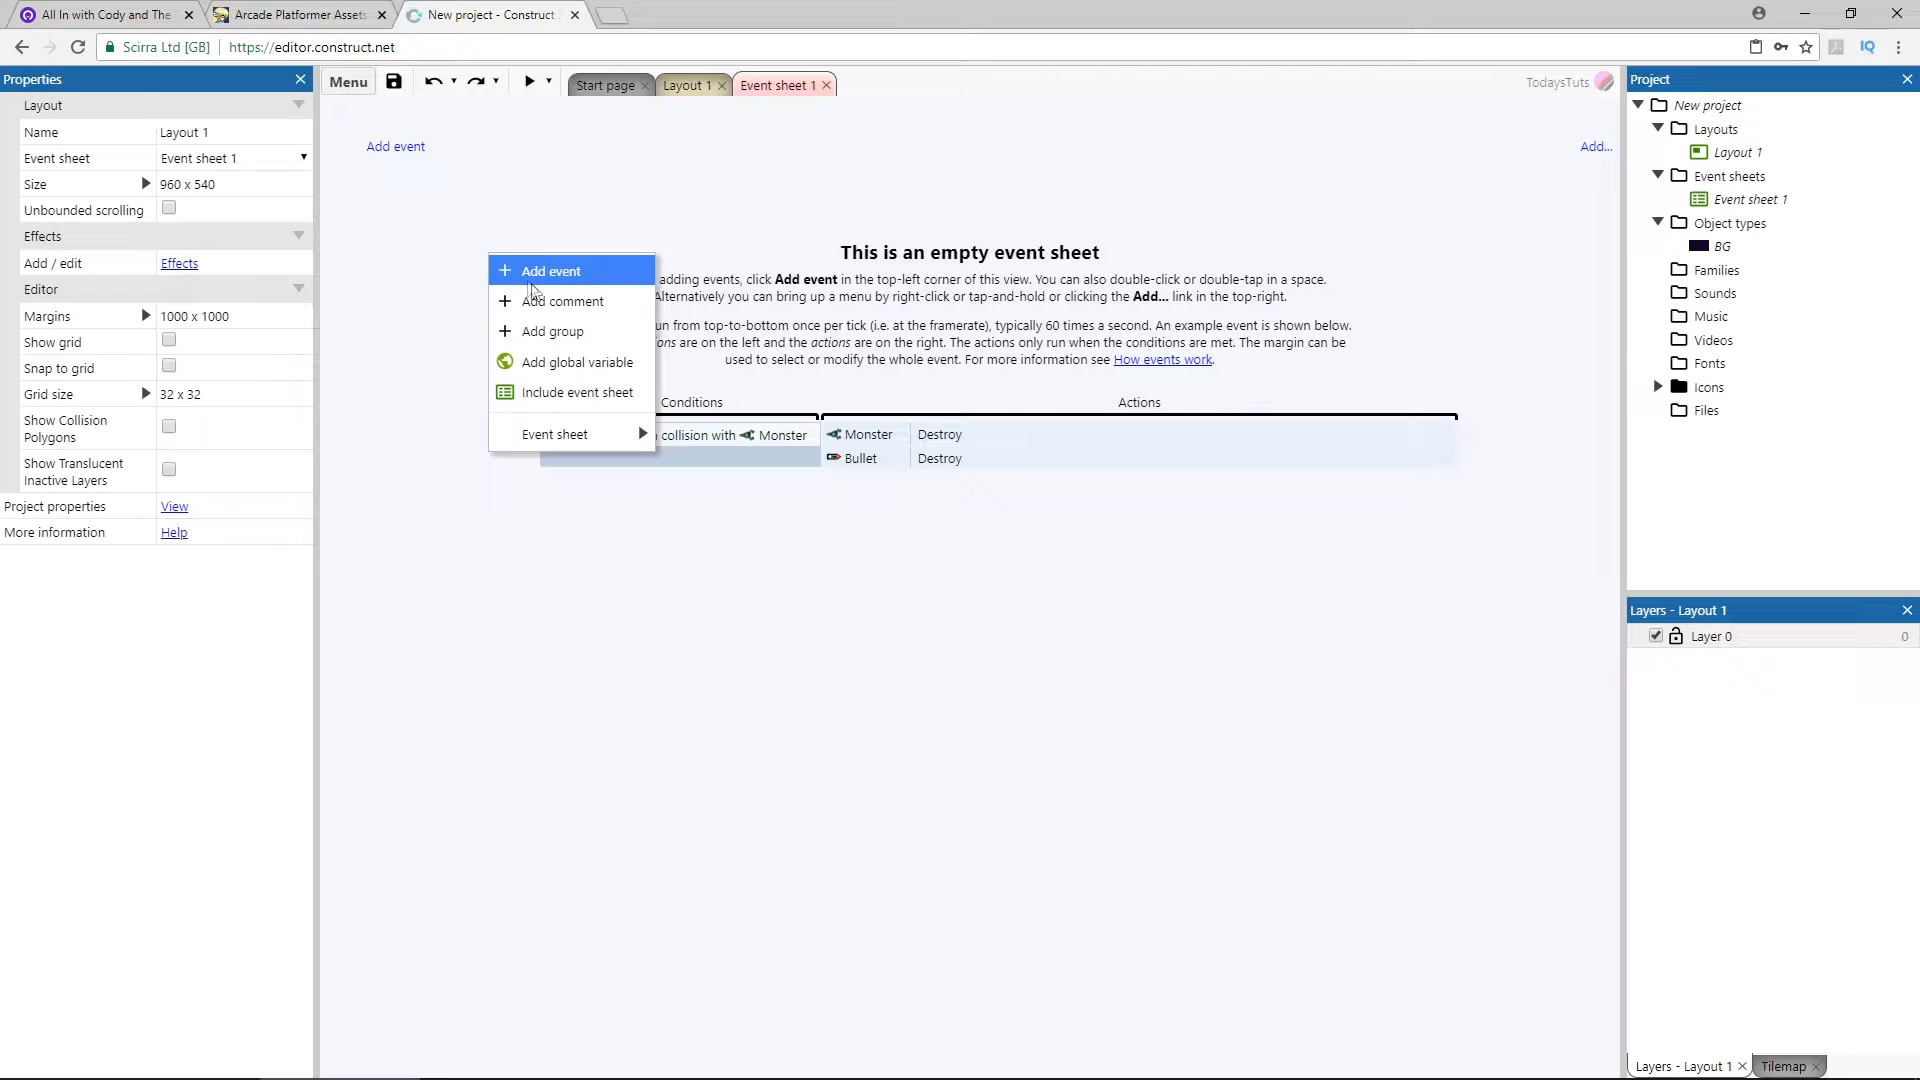 All In with Cody and The
Arcade Platformer Assets
New project - Construct
Scirra Ltd [GB]
https://editor.construct.net
IQ
Properties
Layout
Name
Layout 1
Event sheet
Event sheet 1
Size
960 x 540
Unbounded scrolling
Effects
Add / edit
Effects
Editor
Margins
1000 x 1000
Show grid
Snap to grid
Grid size
32 x 32
Show Collision
Polygons
Show Translucent
Inactive Layers
Project properties
View
More information
Help
Menu
Start page
Layout 1
Event sheet 1
TodaysTuts
Add event
Add...
This is an empty event sheet
adding events, click Add event in the top-left corner of this view. You can also double-click or double-tap in a space.
Alternatively you can bring up a menu by right-click or tap-and-hold or clicking the Add... link in the top-right.
un from top-to-bottom once per tick (i.e. at the framerate), typically 60 times a second. An example event is shown below.
ons are on the left and the actions are on the right. The actions only run when the conditions are met. The margin can be
used to select or modify the whole event. For more information see How events work.
Conditions
Actions
collision with Monster
Monster
Destroy
Bullet
Destroy
Add event
Add comment
Add group
Add global variable
Include event sheet
Event sheet
Project
New project
Layouts
Layout 1
Event sheets
Event sheet 1
Object types
BG
Families
Sounds
Music
Videos
Fonts
Icons
Files
Layers - Layout 1
Layer 0
0
Layers - Layout 1
Tilemap